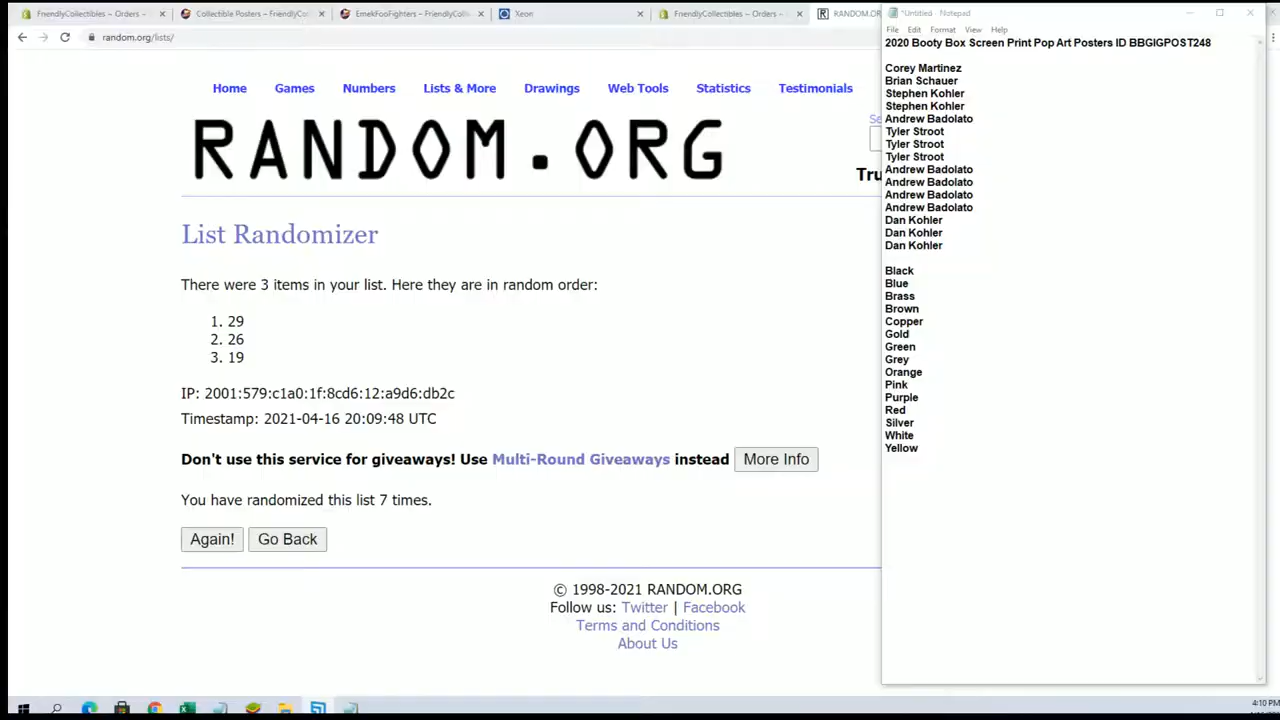 FriendlyCollectibles ~ Orders ~
Collectible Posters ~ FriendlyCo
EmekFooFighters ~ FriendlyColle
Xeon
FriendlyCollectibles ~ Orders ~
RANDOM.OR
random.org/lists/
Home Games Numbers Lists & More Drawings Web Tools Statistics Testimonials
RANDOM.ORG
Se
Tru
List Randomizer
There were 3 items in your list. Here they are in random order:
1. 29
2. 26
3. 19
IP: 2001:579:c1a0:1f:8cd6:12:a9d6:db2c
Timestamp: 2021-04-16 20:09:48 UTC
Don't use this service for giveaways! Use Multi-Round Giveaways instead More Info
You have randomized this list 7 times.
Again! Go Back
© 1998-2021 RANDOM.ORG
Follow us: Twitter | Facebook
Terms and Conditions
About Us
*Untitled - Notepad
File Edit Format View Help
2020 Booty Box Screen Print Pop Art Posters ID BBGIGPOST248
Corey Martinez
Brian Schauer
Stephen Kohler
Stephen Kohler
Andrew Badolato
Tyler Stroot
Tyler Stroot
Tyler Stroot
Andrew Badolato
Andrew Badolato
Andrew Badolato
Andrew Badolato
Dan Kohler
Dan Kohler
Dan Kohler
Black
Blue
Brass
Brown
Copper
Gold
Green
Grey
Orange
Pink
Purple
Red
Silver
White
Yellow
4:10 PM